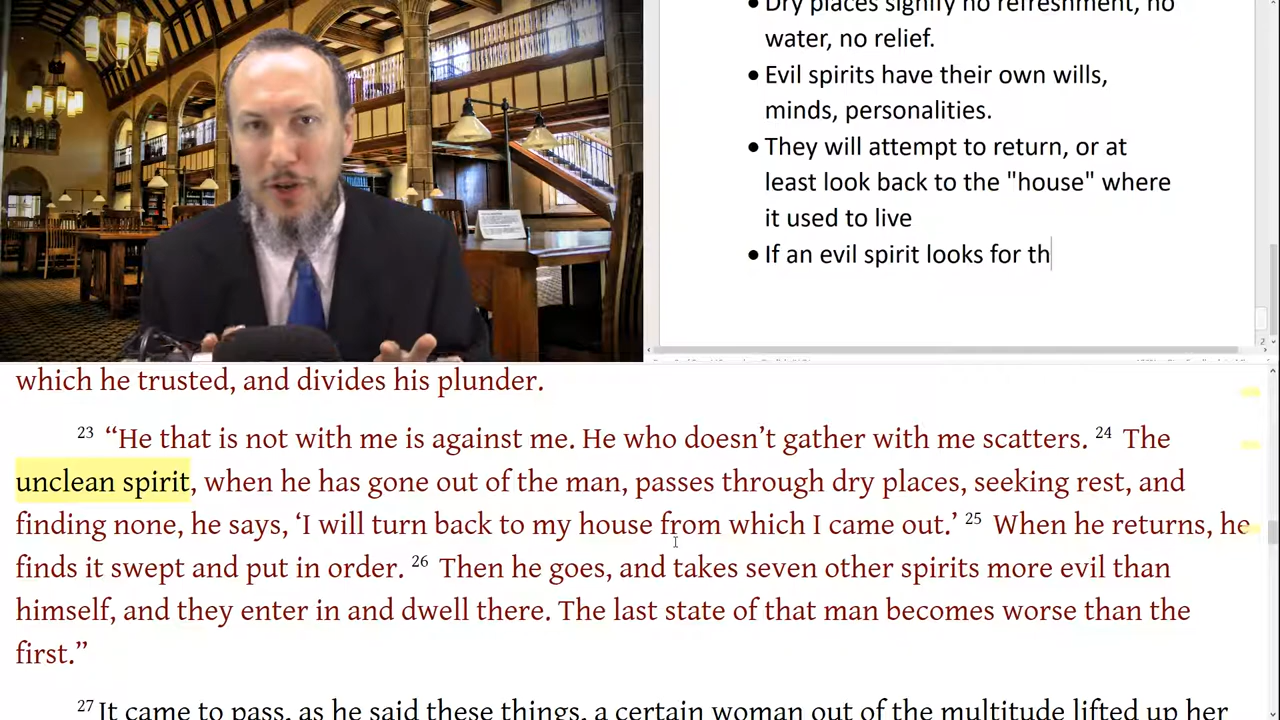 • Dry places signify no refreshment, no
water, no relief.
• Evil spirits have their own wills,
minds, personalities.
• They will attempt to return, or at
least look back to the "house" where
it used to live
• If an evil spirit looks for th
which he trusted, and divides his plunder.
23 “He that is not with me is against me. He who doesn’t gather with me scatters. 24 The
unclean spirit, when he has gone out of the man, passes through dry places, seeking rest, and
finding none, he says, ‘I will turn back to my house from which I came out.’ 25 When he returns, he
finds it swept and put in order. 26 Then he goes, and takes seven other spirits more evil than
himself, and they enter in and dwell there. The last state of that man becomes worse than the
first.”
27 It came to pass, as he said these things, a certain woman out of the multitude lifted up her